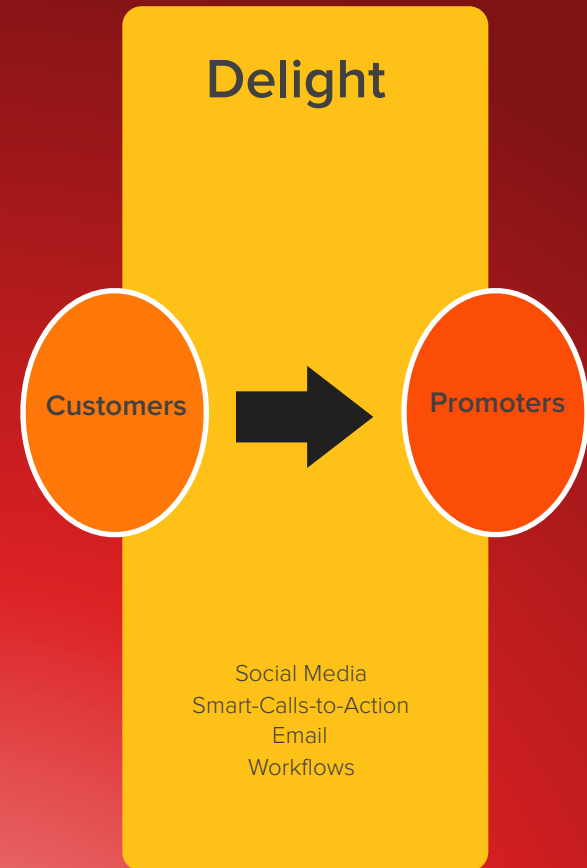 Delight
Customers
Promoters
Social Media
Smart-Calls-to-Action
Email
Workflows